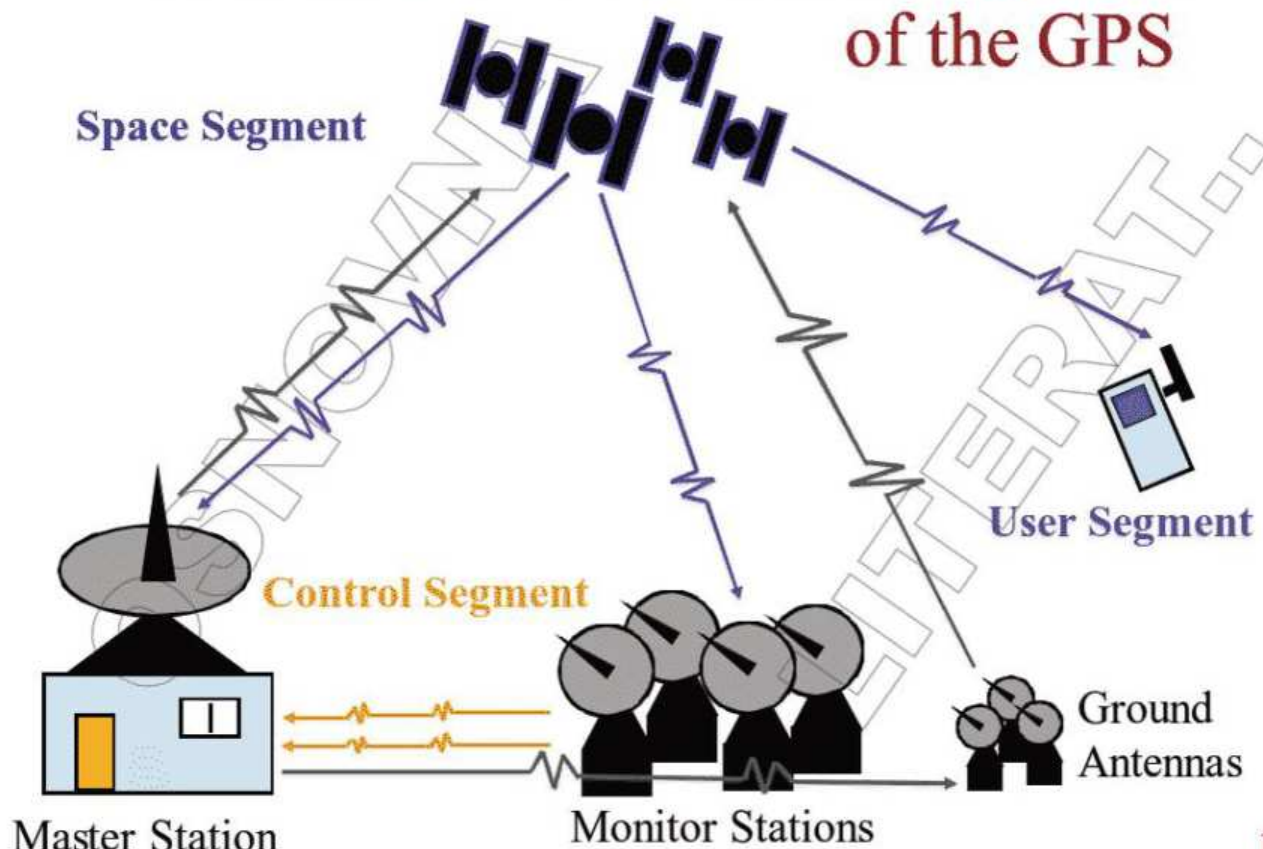 of the GPS
Space Segment
User Segment
Control Segment
Ground
Antennas
Master Station
Monitor Stations